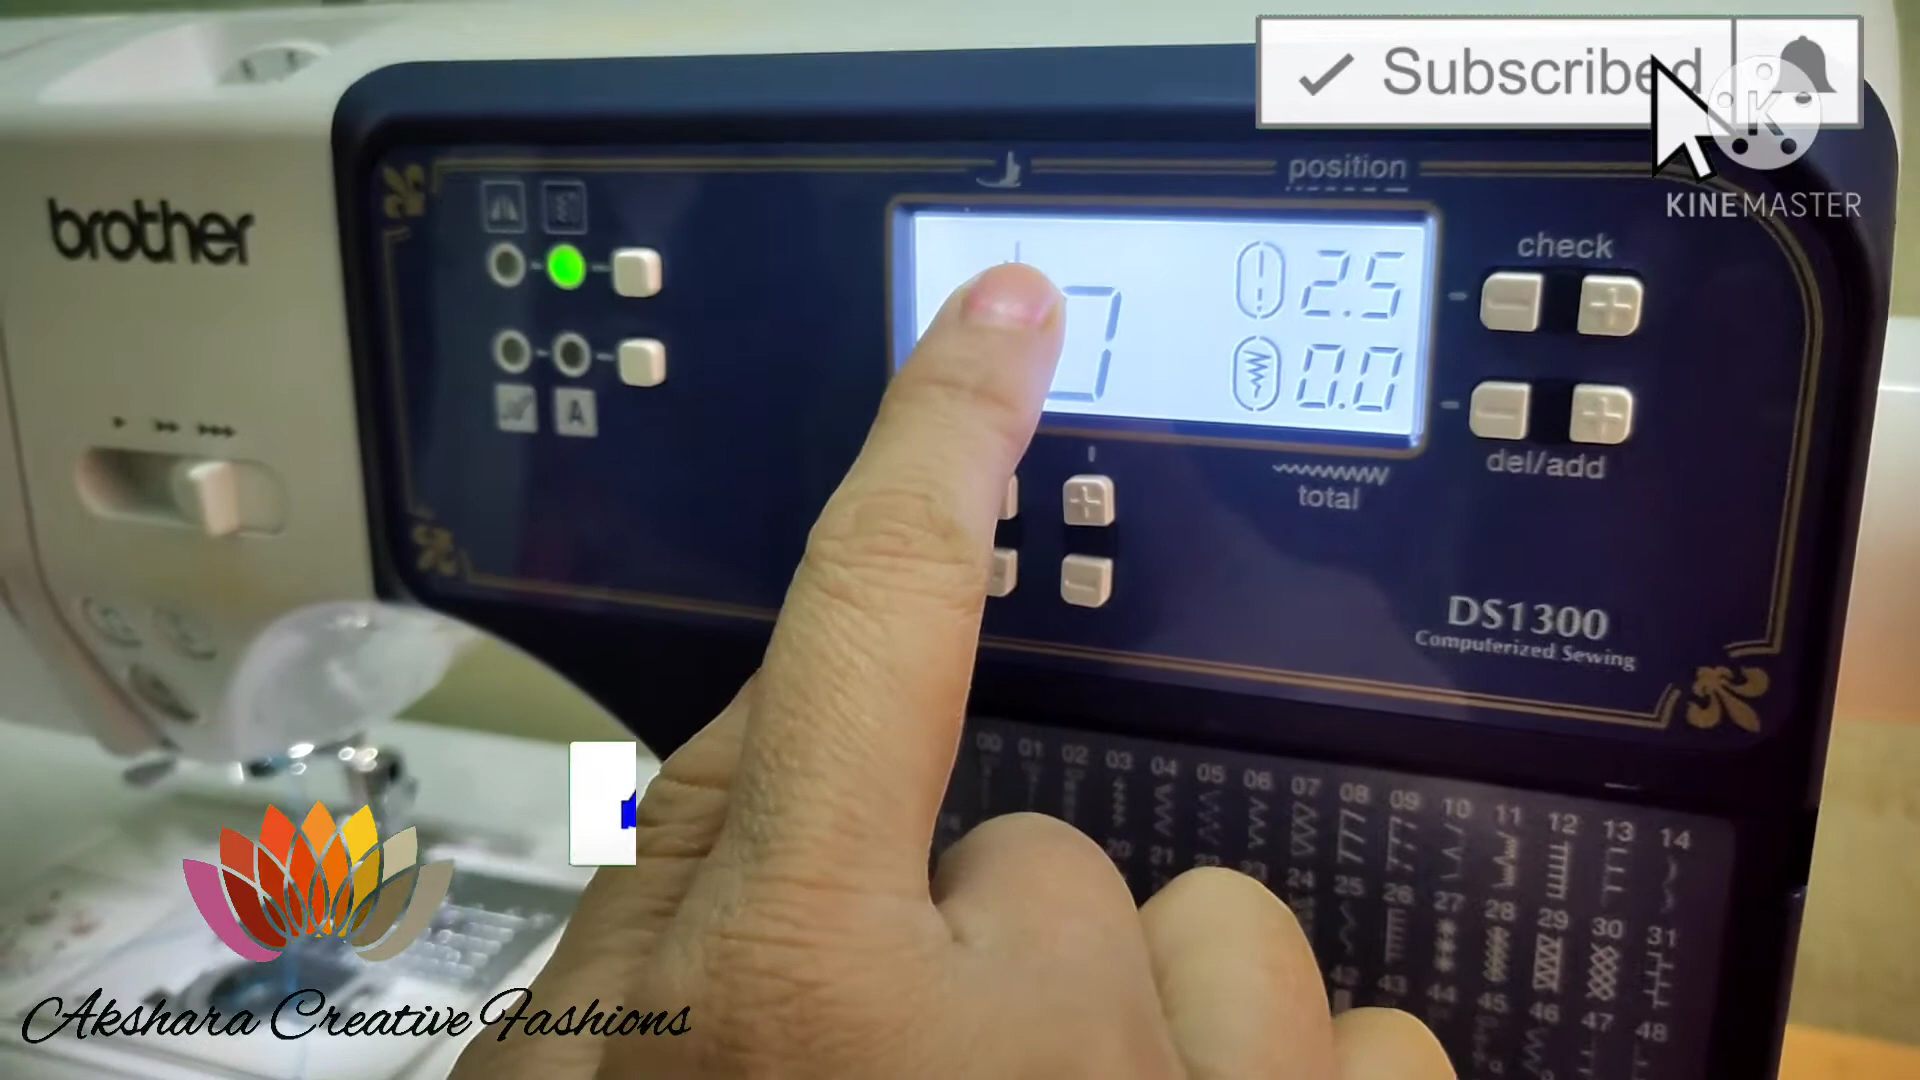 Subscribed
K
KINEMASTER
position
brother
2.5
check
0.0
A
del/add
total
DS1300
Computerized Sewing
00 01 02 03 04 05 06 07 08 09 10 11 12 13 14
20 21 22 23 24 25 26 27 28 29 30 31
42 43 44 45 46 47 48
Akshara Creative Fashions